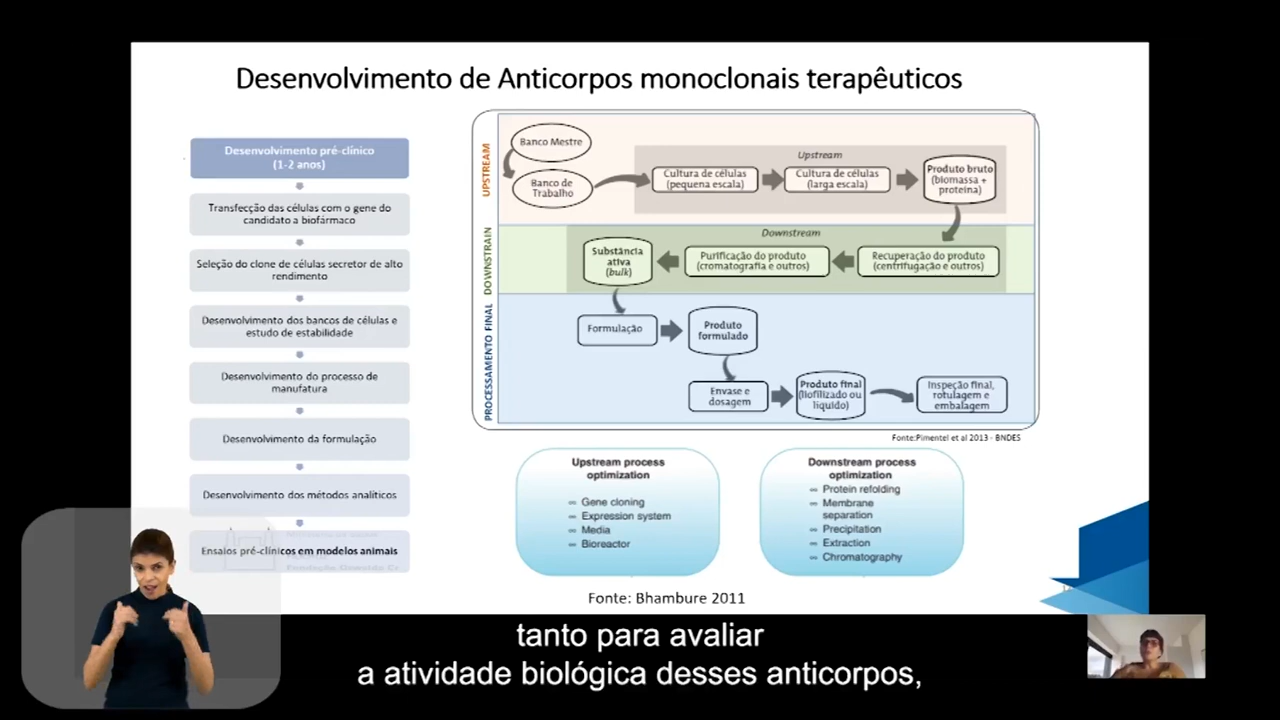 Desenvolvimento de Anticorpos monoclonais terapêuticos
Desenvolvimento pré-clínico
(1-2 anos)
Transfecção das células com o gene do
candidato a biofármaco
Seleção do clone de células secretor de alto
rendimento
Desenvolvimento dos bancos de células e
estudo de estabilidade
Desenvolvimento do processo de
manufatura
Desenvolvimento da formulação
Desenvolvimento dos métodos analíticos
Ensaios pré-clínicos em modelos animais
UPSTREAM
Banco Mestre
Banco de
Trabalho
Upstream
Cultura de células
(pequena escala)
Cultura de células
(larga escala)
Produto bruto
(biomassa +
proteína)
DOWNSTRAIN
Downstream
Substância
ativa
(bulk)
Purificação do produto
(cromatografia e outros)
Recuperação do produto
(centrifugação e outros)
PROCESSAMENTO FINAL
Formulação
Produto
formulado
Envase e
dosagem
Produto final
(liofilizado ou
líquido)
Inspeção final,
rotulagem e
embalagem
Fonte:Pimentel et al 2013 - BNDES
Upstream process
optimization
∞ Gene cloning
∞ Expression system
∞ Media
∞ Bioreactor
Downstream process
optimization
∞ Protein refolding
∞ Membrane
separation
∞ Precipitation
∞ Extraction
∞ Chromatography
Fonte: Bhambure 2011
tanto para avaliar
a atividade biológica desses anticorpos,